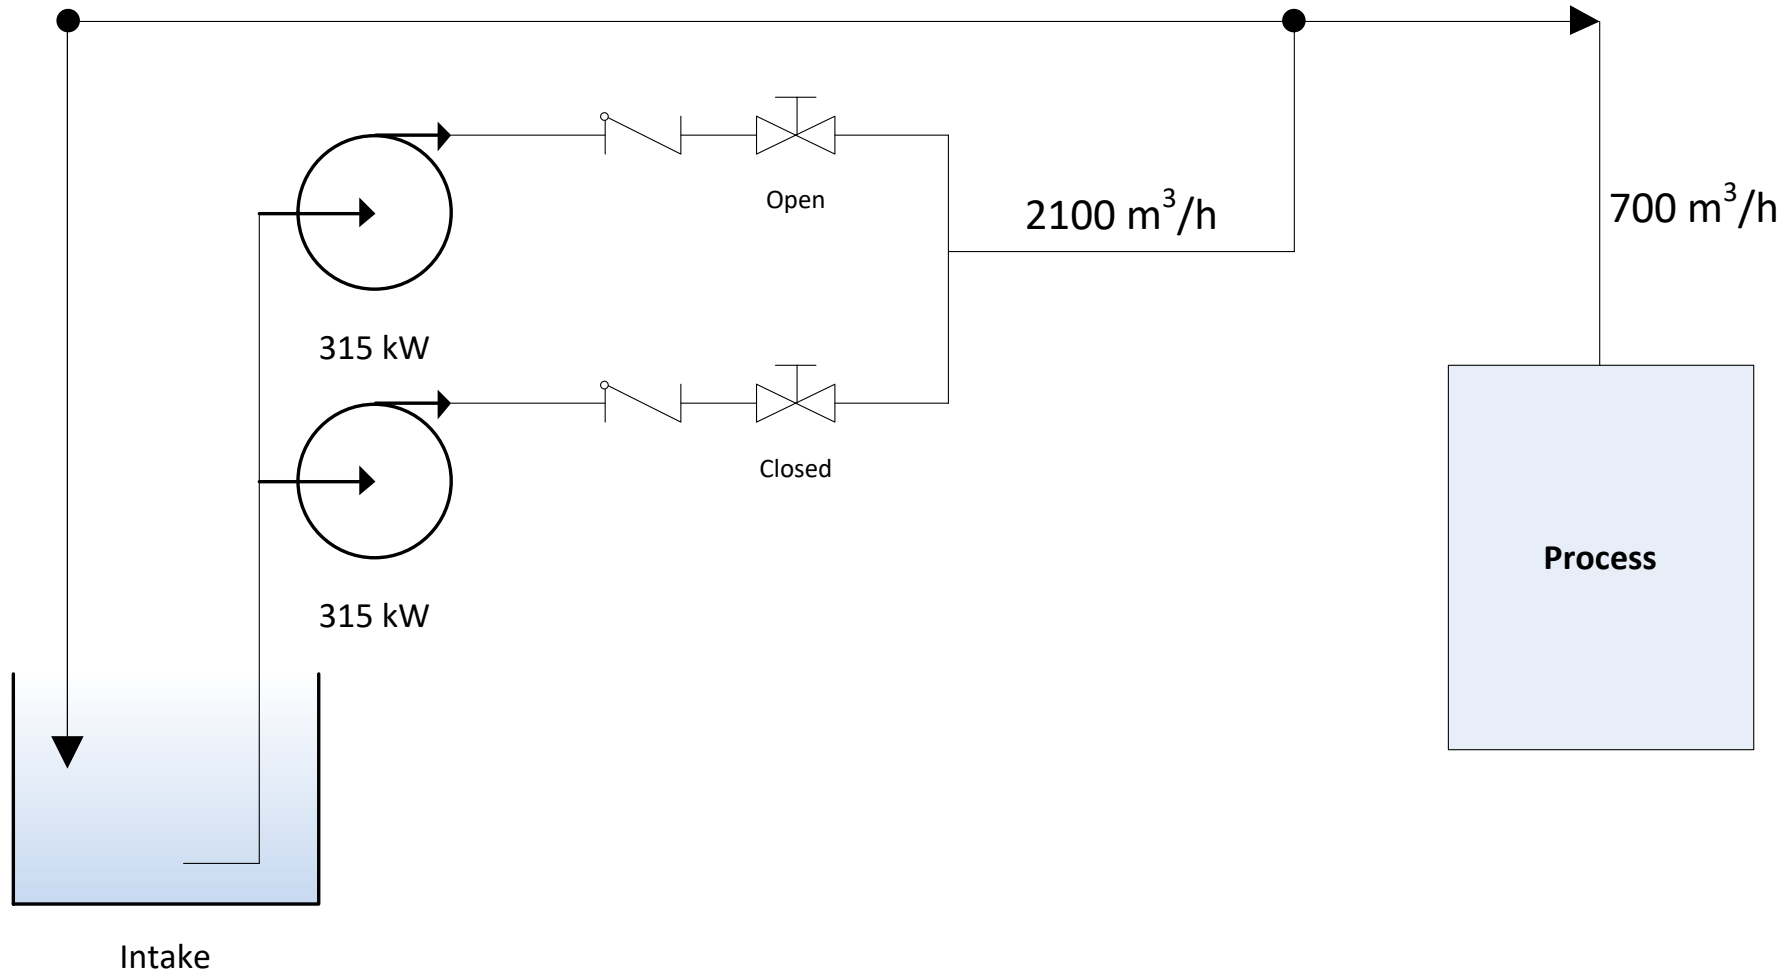 Open
2100 m³/h
700 m³/h
315 kW
Closed
Process
315 kW
Intake